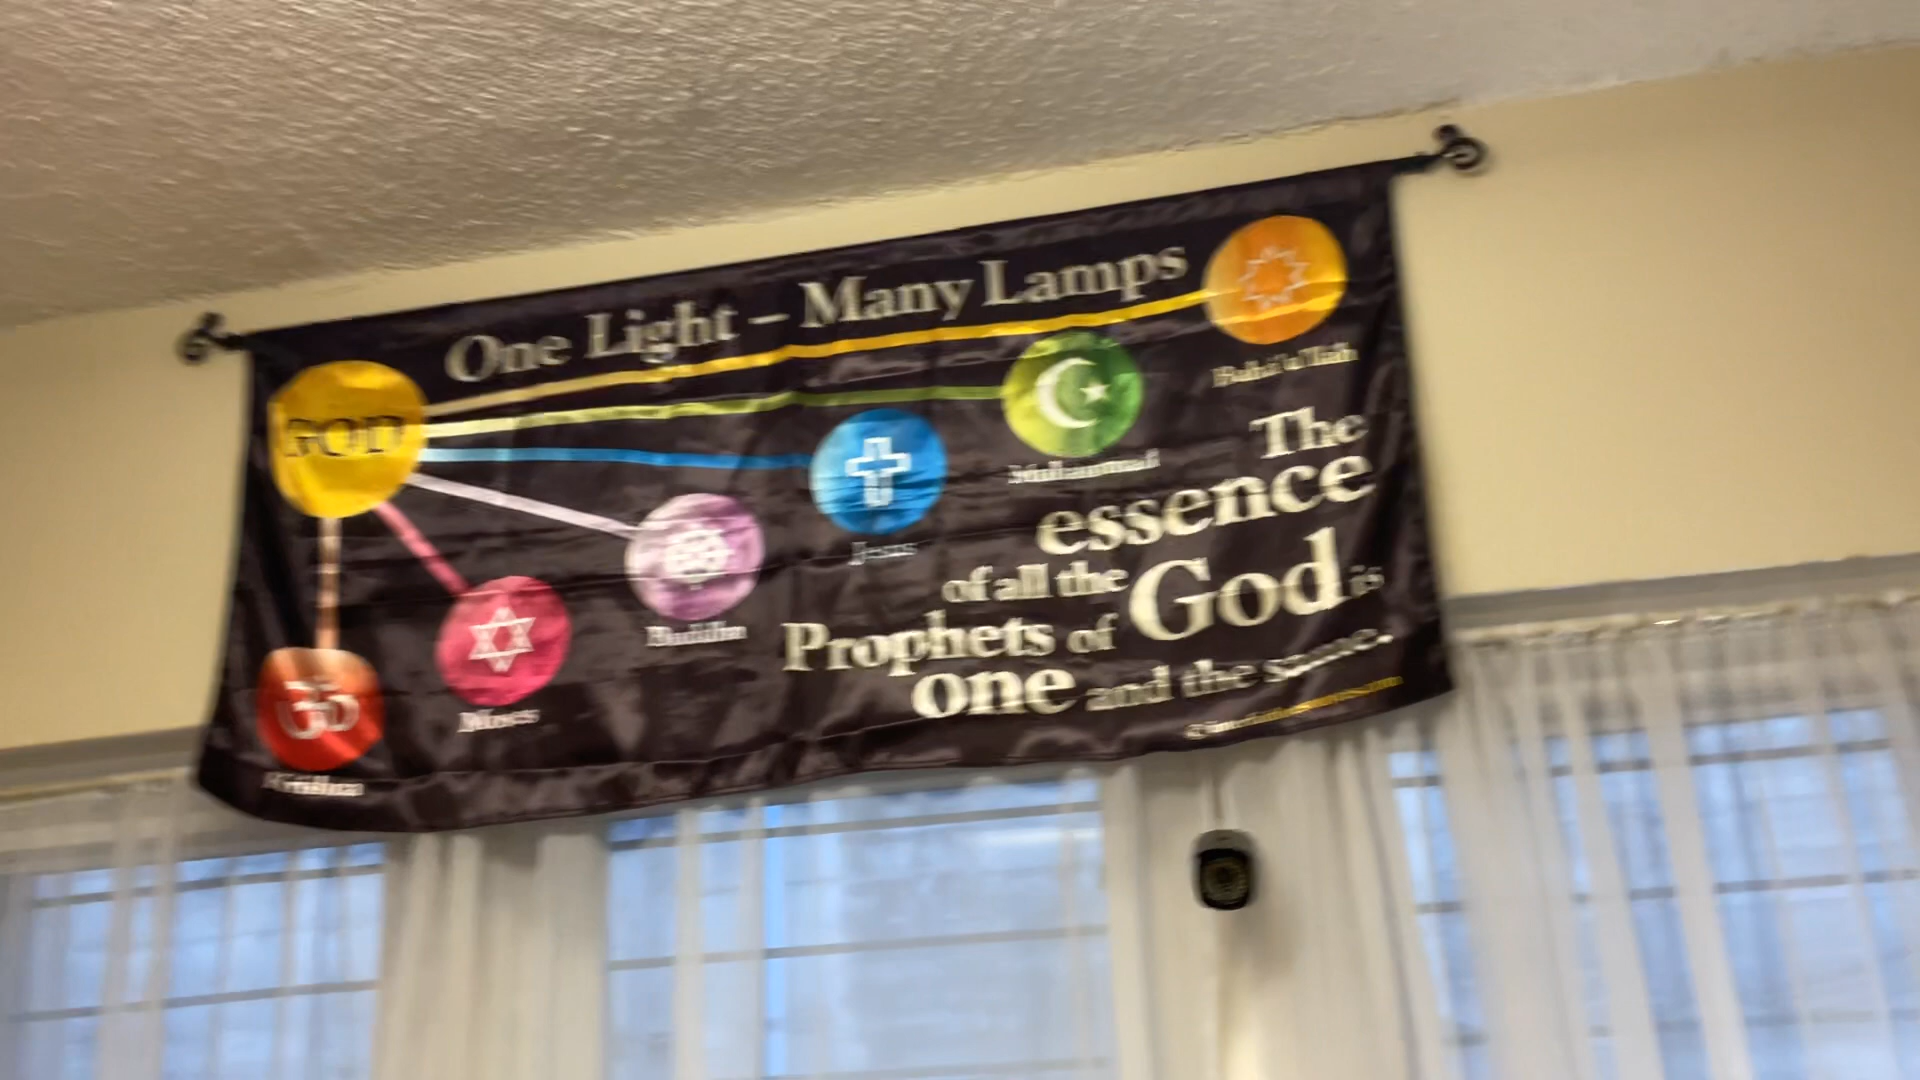 One Light – Many Lamps
GOD
Bahá'u'lláh
Muhammad
Jesus
Buddha
Moses
Krishna
The
essence
of all the God is
Prophets of
one and the same.